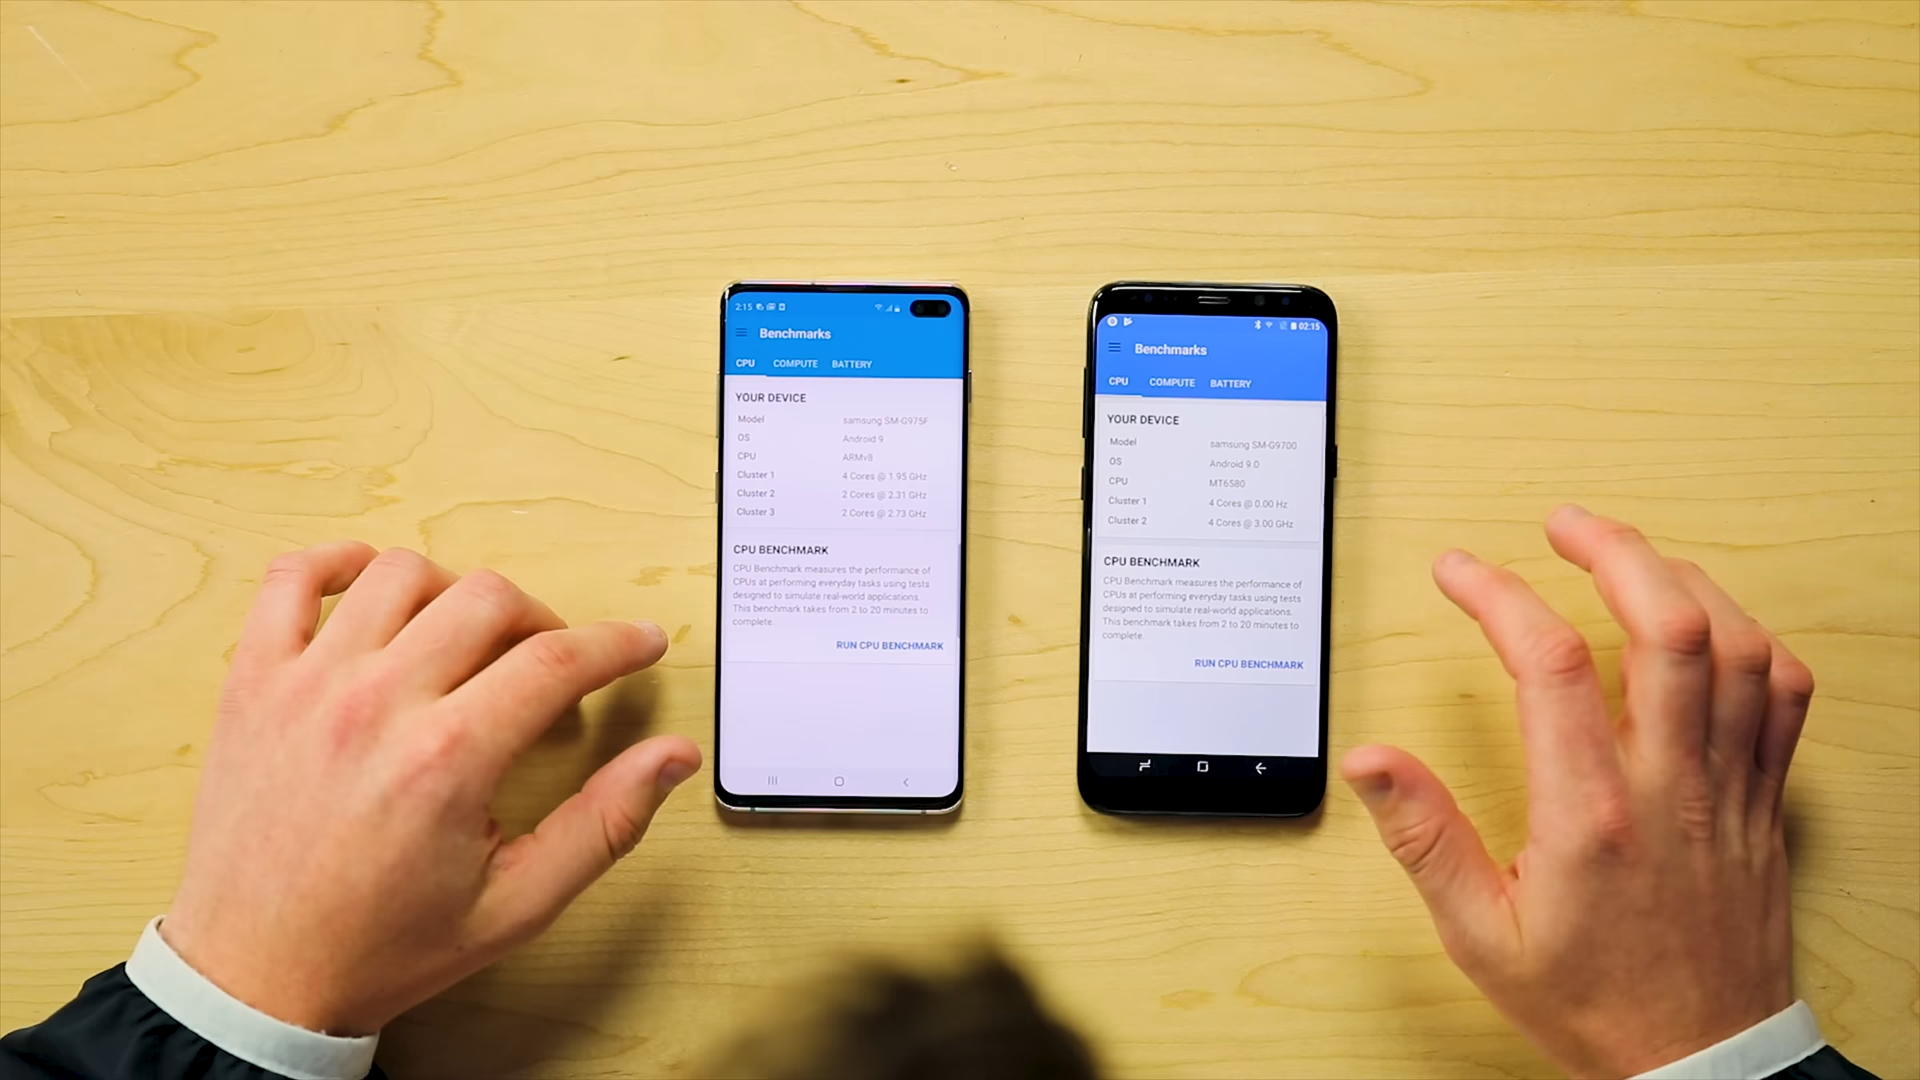 2:15
Benchmarks
CPU COMPUTE BATTERY
YOUR DEVICE
Model samsung SM-G975F
OS Android 9
CPU ARMv8
Cluster 1 4 Cores @ 1.95 GHz
Cluster 2 2 Cores @ 2.31 GHz
Cluster 3 2 Cores @ 2.73 GHz
CPU BENCHMARK
CPU Benchmark measures the performance of
CPUs at performing everyday tasks using tests
designed to simulate real-world applications.
This benchmark takes from 2 to 20 minutes to
complete.
RUN CPU BENCHMARK
02:15
Benchmarks
CPU COMPUTE BATTERY
YOUR DEVICE
Model samsung SM-G9700
OS Android 9.0
CPU MT6580
Cluster 1 4 Cores @ 0.00 Hz
Cluster 2 4 Cores @ 3.00 GHz
CPU BENCHMARK
CPU Benchmark measures the performance of
CPUs at performing everyday tasks using tests
designed to simulate real-world applications.
This benchmark takes from 2 to 20 minutes to
complete.
RUN CPU BENCHMARK